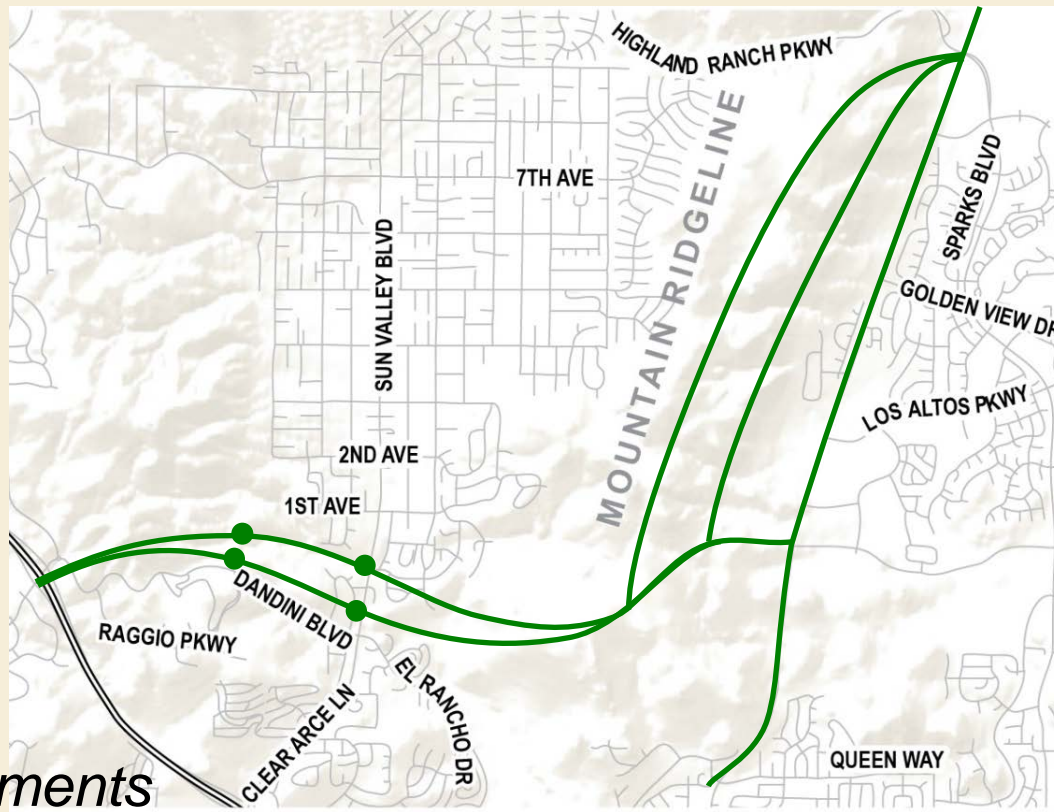 HIGHLAND RANCH PKWY
SPARKS BLVD
7TH AVE
MOUNTAIN RIDGELINE
SUN VALLEY BLVD
GOLDEN VIEW DR
LOS ALTOS PKWY
2ND AVE
1ST AVE
DANDINI BLVD
RAGGIO PKWY
EL RANCHO DR
CLEAR ARCE LN
QUEEN WAY
ments